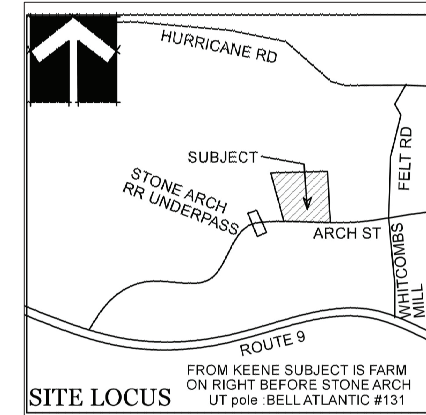 HURRICANE RD
SUBJECT
FELT RD
STONE ARCH
RR UNDERPASS
ARCH ST
WHITCOMBS
MILL
ROUTE 9
FROM KEENE SUBJECT IS FARM
ON RIGHT BEFORE STONE ARCH
UT pole :BELL ATLANTIC #131
SITE LOCUS